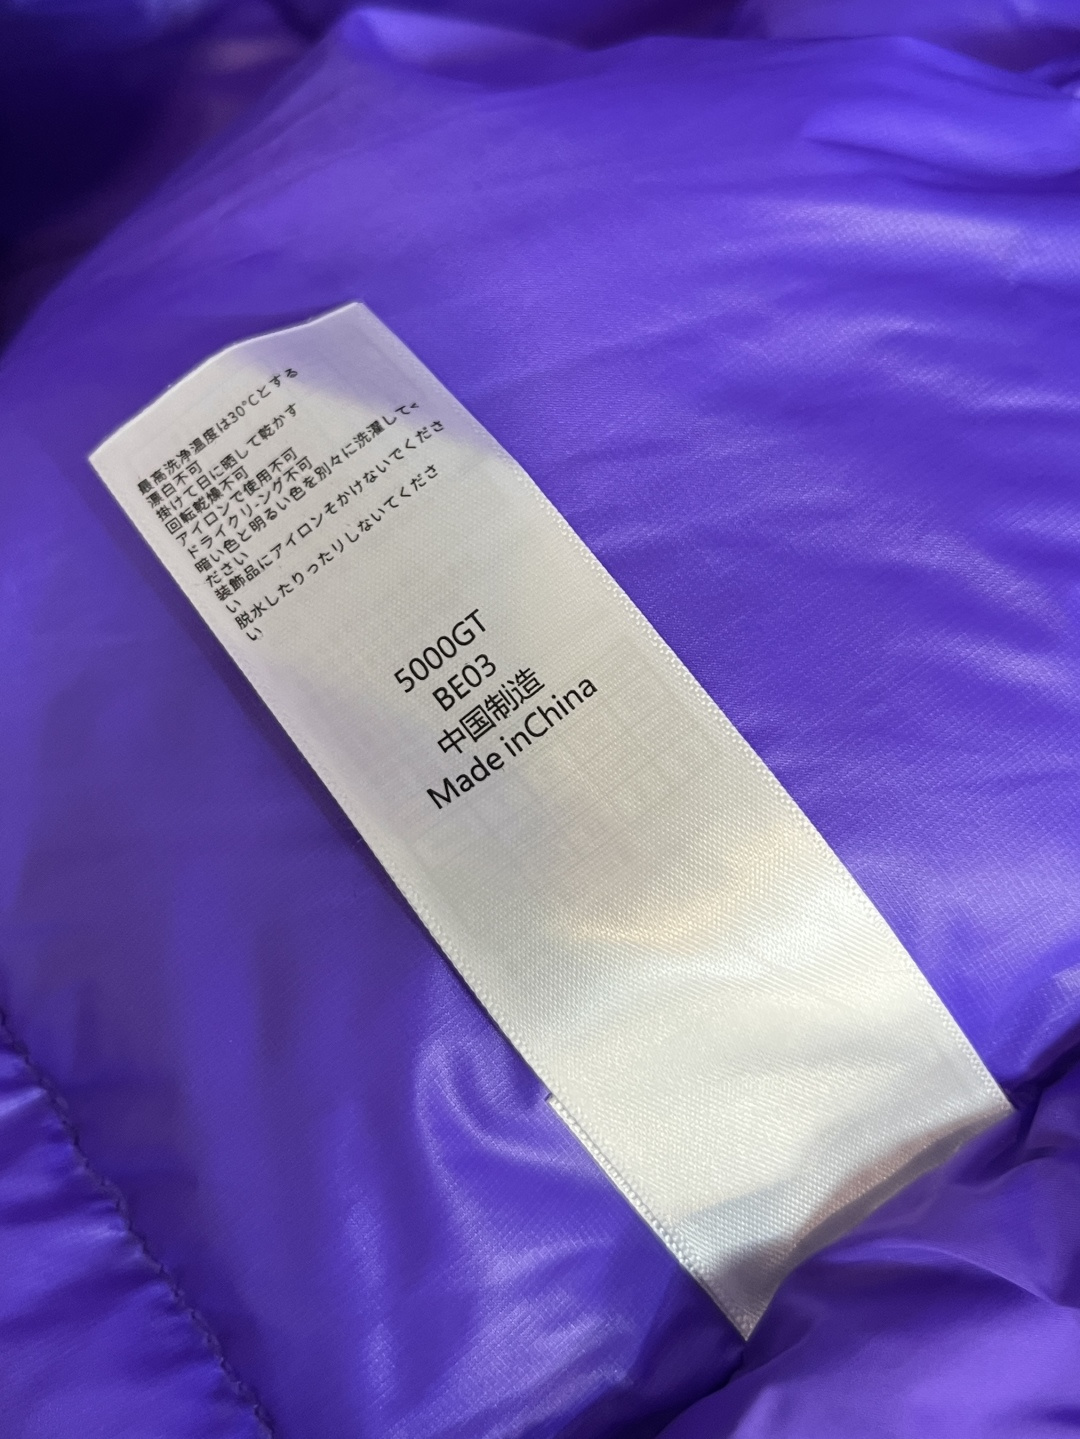 最高洗浄温度は30°Cとする
漂白不可
掛けて日に晒して乾かす
回転乾燥不可
アイロンで使用不可
ドライクリ-ング不可
暗い色と明るい色を別々に洗濯してく
ださい
装飾品にアイロンそかけないでくださ
い
脱水したりったりしないてくださ
い
5000GT
BE03
中国制造
Made inChina